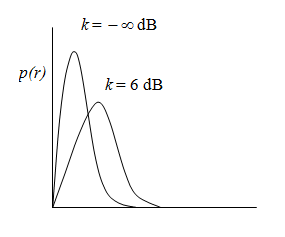 k = − ∞ dB
p(r)
k = 6 dB